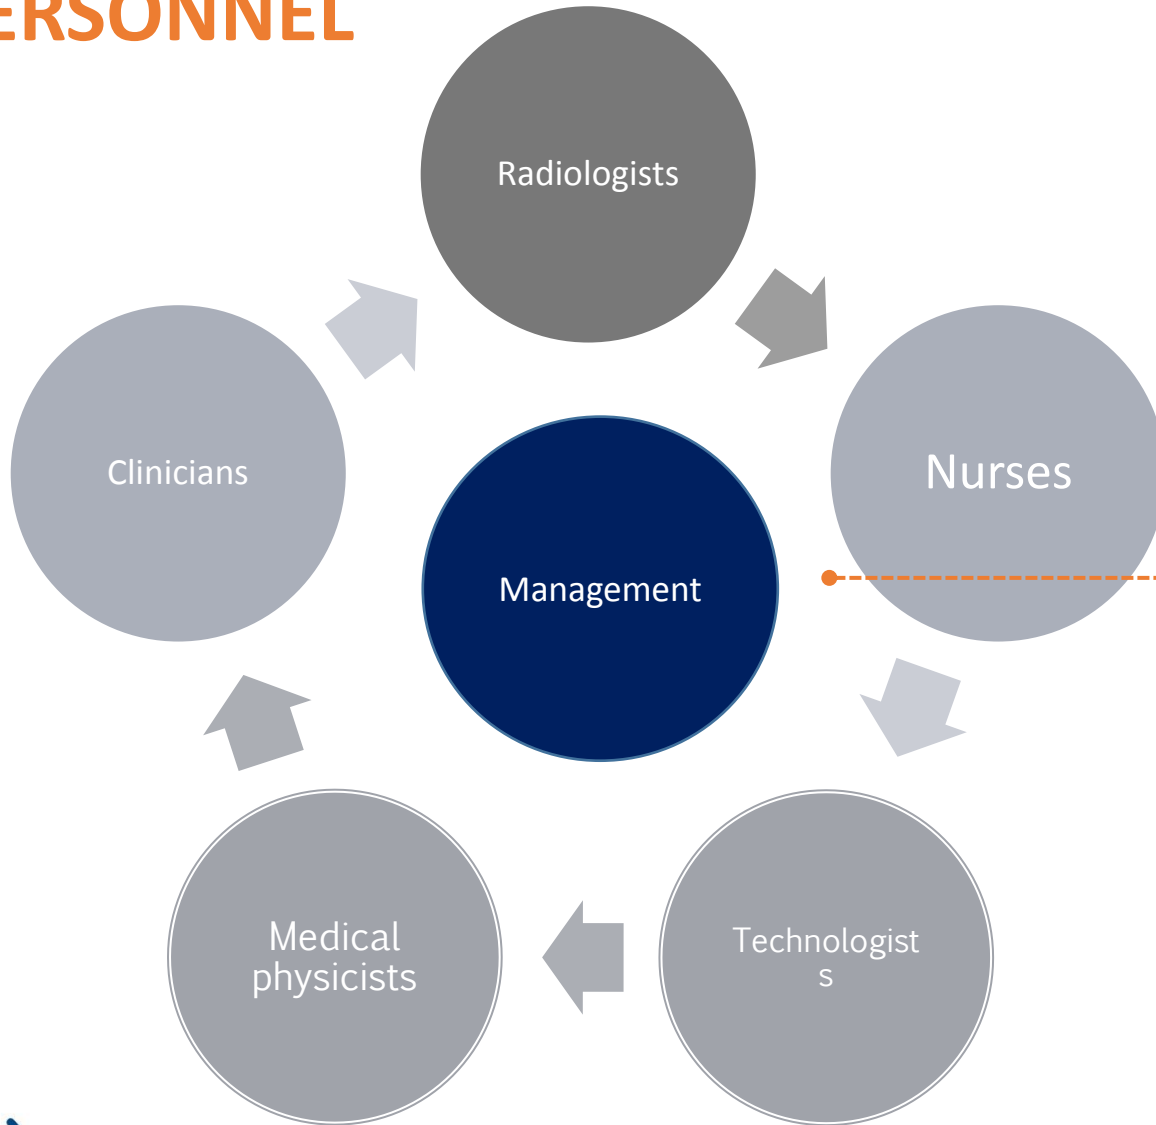 ERSONNEL
Radiologists
Clinicians
Nurses
Management
Medical
physicists
Technologist
s